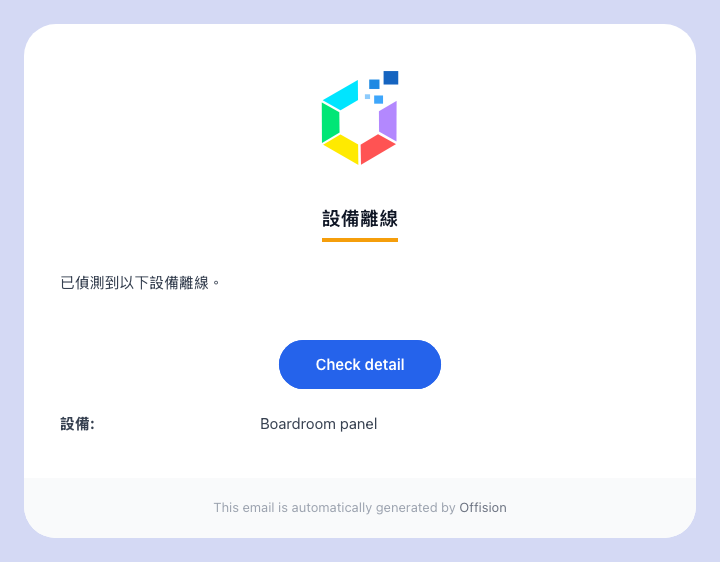 設備離線
已偵測到以下設備離線。
Check detail
設備: Boardroom panel
This email is automatically generated by Offision